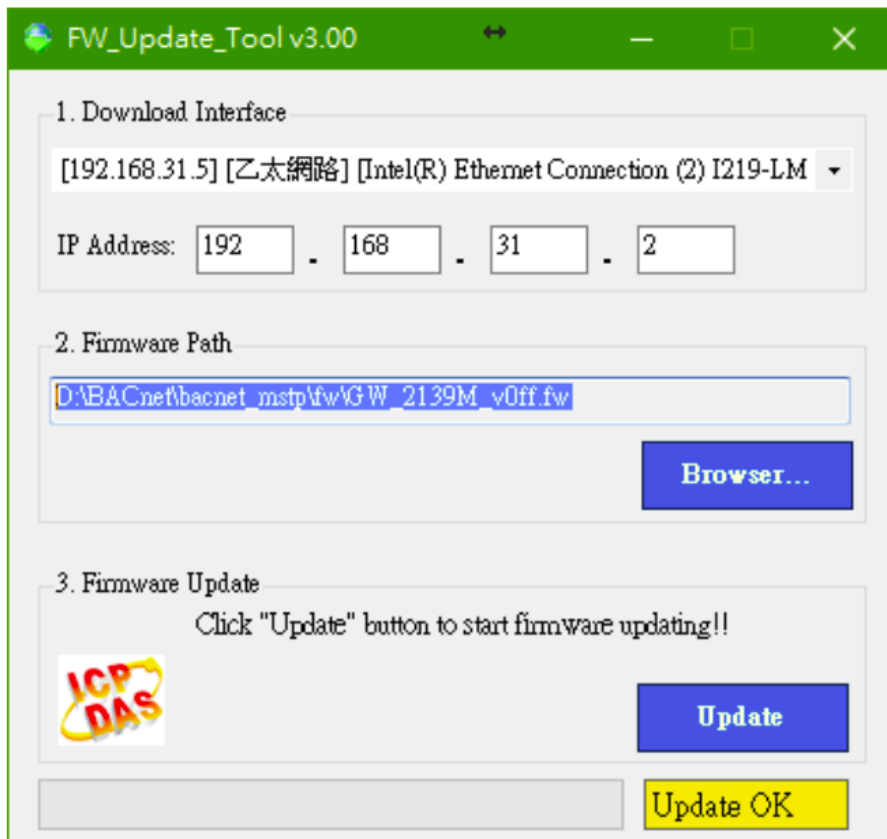 FW_Update_Tool v3.00
1. Download Interface
[192.168.31.5] [乙太網路] [Intel(R) Ethernet Connection (2) I219-LM
IP Address: 192 . 168 . 31 . 2
2. Firmware Path
D:\BACnet\bacnet_mstp\fw\GW_2139M_v0ff.fw
Browser...
3. Firmware Update
Click "Update" button to start firmware updating!!
ICP
DAS
Update
Update OK